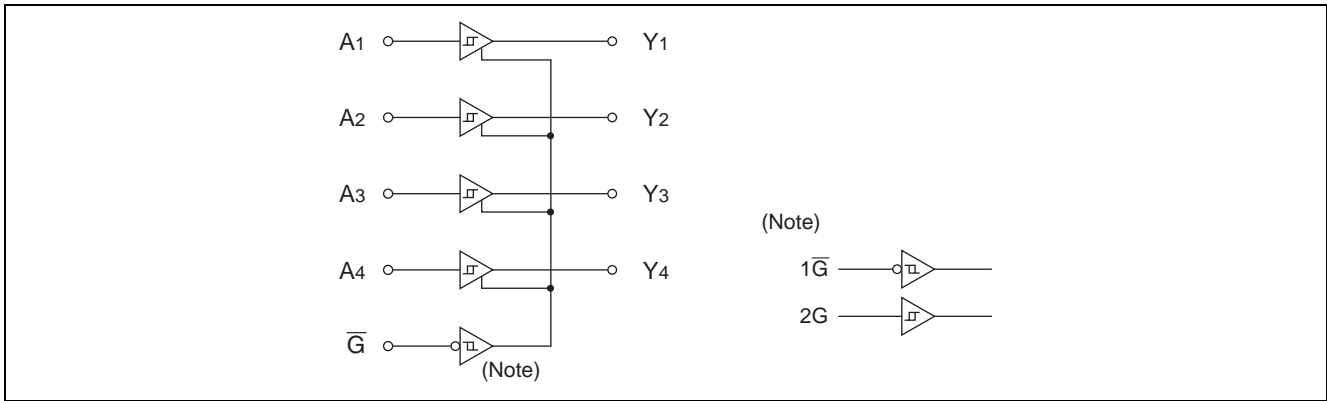 A1 Y1
A2 Y2
A3 Y3
A4 Y4
G̅ (Note)
(Note)
1G̅
2G